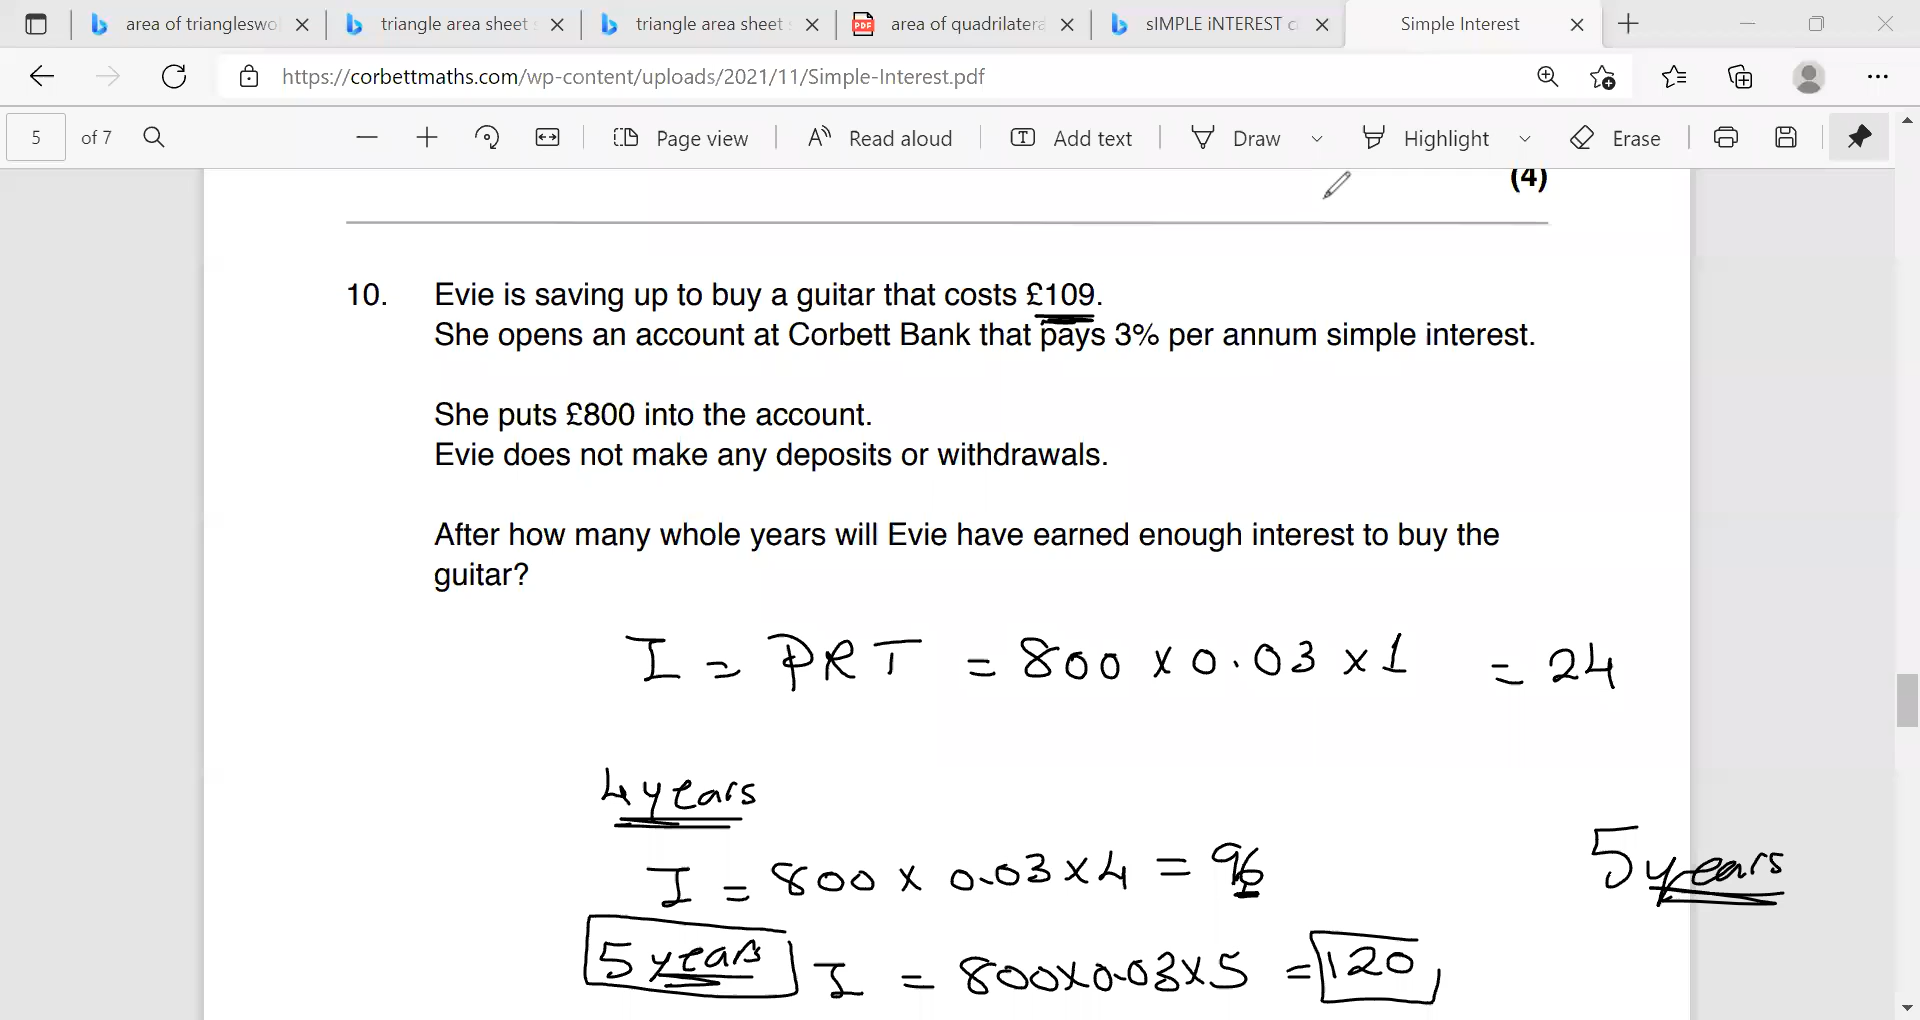 area of triangleswo
triangle area sheet
triangle area sheet
PDF
area of quadrilatera
sIMPLE iNTEREST c
Simple Interest
https://corbettmaths.com/wp-content/uploads/2021/11/Simple-Interest.pdf
5 of 7
Page view
Read aloud
Add text
Draw
Highlight
Erase
(4)
10. Evie is saving up to buy a guitar that costs £109.
She opens an account at Corbett Bank that pays 3% per annum simple interest.
She puts £800 into the account.
Evie does not make any deposits or withdrawals.
After how many whole years will Evie have earned enough interest to buy the
guitar?
I = PRT = 800 x 0.03 x 1 = 24
4 years
I = 800 x 0.03 x 4 = 96
5 years
5 years I = 800x0.03x5 = 120